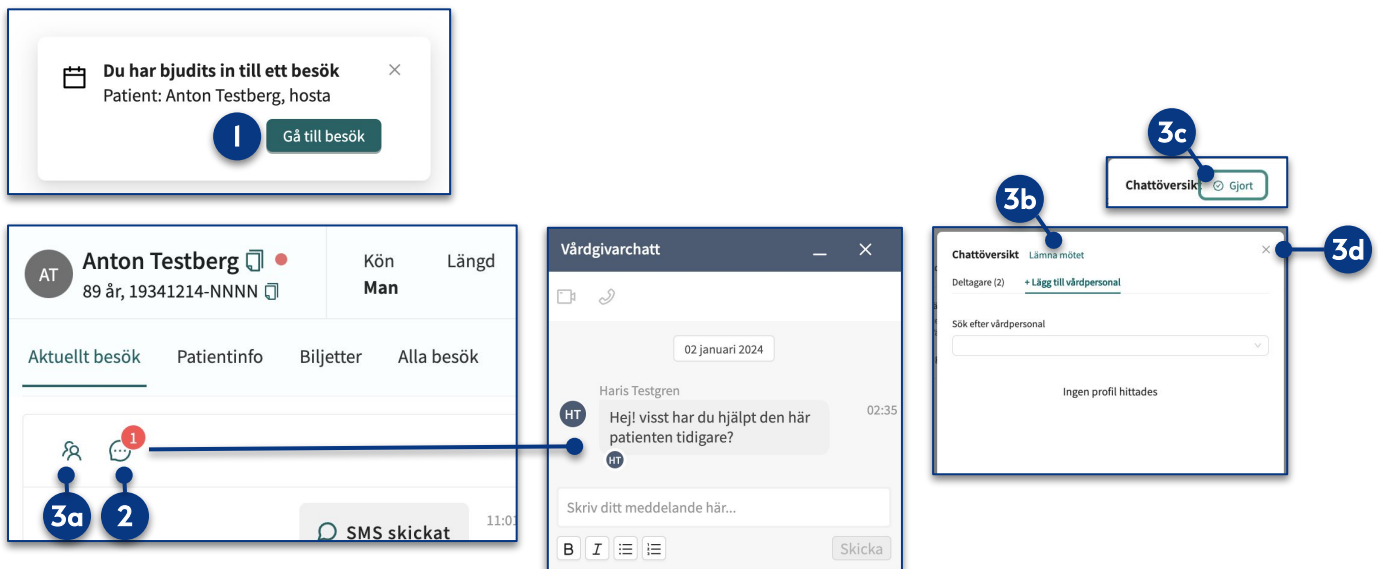 Du har bjudits in till ett besök
Patient: Anton Testberg, hosta
1
Gå till besök
3c
Chattöversikt
Gjort
3b
AT
Anton Testberg
89 år, 19341214-NNNN
Kön
Längd
Man
Aktuellt besök
Patientinfo
Biljetter
Alla besök
1
3a
2
SMS skickat
Vårdgivarchatt
02 januari 2024
Haris Testgren
HT
Hej! visst har du hjälpt den här
patienten tidigare?
02:35
HT
Skriv ditt meddelande här...
B
I
Skicka
Chattöversikt
Lämna mötet
3d
Deltagare (2)
+ Lägg till vårdpersonal
Sök efter vårdpersonal
Ingen profil hittades